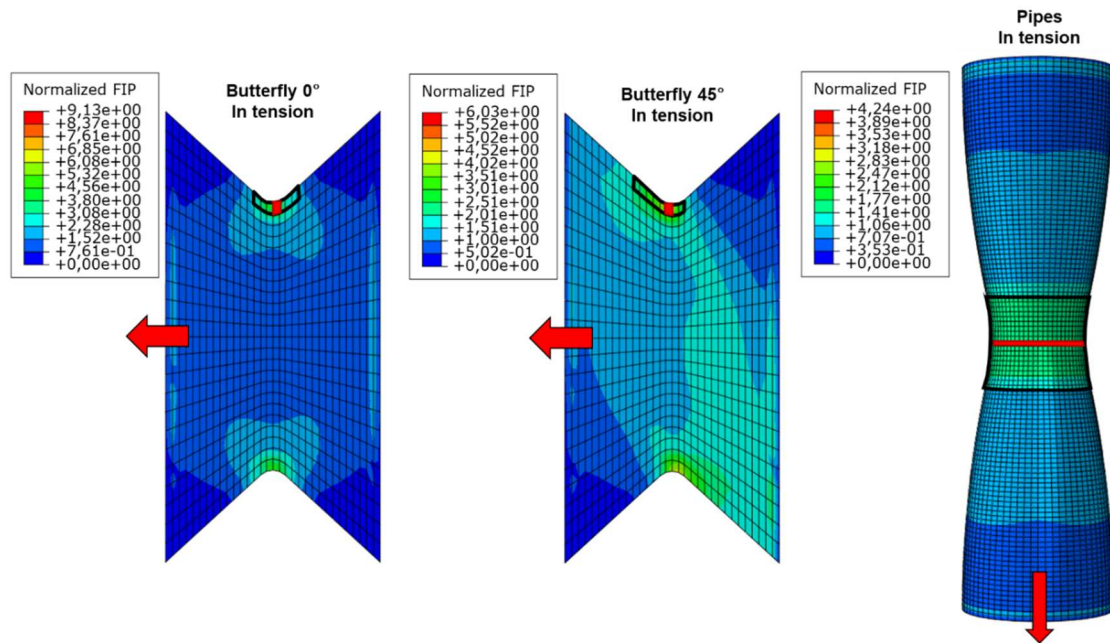 Pipes
In tension
Butterfly 0°
In tension
Butterfly 45°
In tension
Normalized FIP
+9,13e+00
+8,37e+00
+7,61e+00
+6,85e+00
+6,08e+00
+5,32e+00
+4,56e+00
+3,80e+00
+3,08e+00
+2,28e+00
+1,52e+00
+7,61e-01
+0,00e+00
Normalized FIP
+6,03e+00
+5,52e+00
+5,02e+00
+4,52e+00
+4,02e+00
+3,51e+00
+3,01e+00
+2,51e+00
+2,01e+00
+1,51e+00
+1,00e+00
+5,02e-01
+0,00e+00
Normalized FIP
+4,24e+00
+3,89e+00
+3,53e+00
+3,18e+00
+2,83e+00
+2,47e+00
+2,12e+00
+1,77e+00
+1,41e+00
+1,06e+00
+7,07e-01
+3,53e-01
+0,00e+00